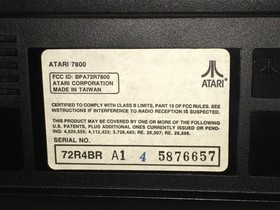 ATARI 7800
FCC ID: BPA72R7800
ATARI CORPORATION
MADE IN TAIWAN
ATARI
CERTIFIED TO COMPLY WITH CLASS B LIMITS, PART 15 OF FCC RULES. SEE
INSTRUCTIONS IF INTERFERENCE TO RADIO RECEPTION IS SUSPECTED.
THIS PRODUCT MAY BE COVERED BY ONE OR MORE OF THE FOLLOWING U.S.
PATENTS, PLUS ADDITIONAL ONES CURRENTLY ISSUED OR PENDING:
4,026,555; 4,112,422; 3,728,480; RE. 28,507; RE. 28,598.
SERIAL NO.
72R4BR A1 4 5876657